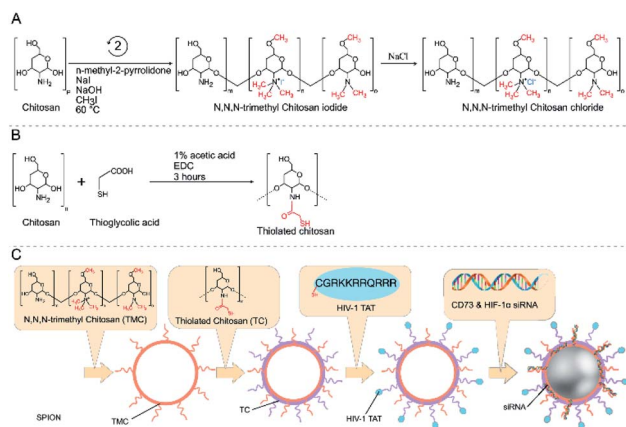 A
2
n-methyl-2-pyrrolidone
NaI
NaOH
CH₃I
60 °C
NaCl
Chitosan
N,N,N-trimethyl Chitosan iodide
N,N,N-trimethyl Chitosan chloride
B
1% acetic acid
EDC
3 hours
COOH
SH
Chitosan
Thioglycolic acid
Thiolated chitosan
C
CGRKKRRQRRR
N,N,N-trimethyl Chitosan (TMC)
Thiolated Chitosan (TC)
HIV-1 TAT
CD73 & HIF-1α siRNA
SPION
TMC
TC
HIV-1 TAT
siRNA